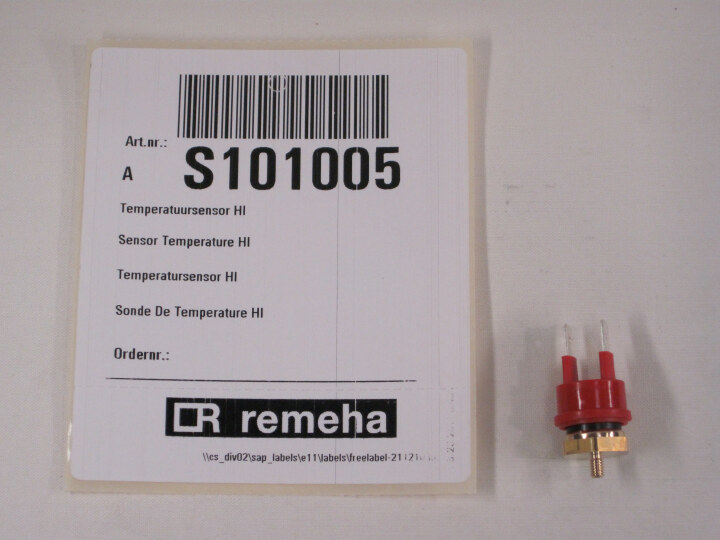 Art.nr.:
A S101005
Temperatuursensor HI
Sensor Temperature HI
Temperatursensor HI
Sonde De Temperature HI
Ordernr.:
remeha
\\cs_div02\sap_labels\e11\labels\freelabel-21